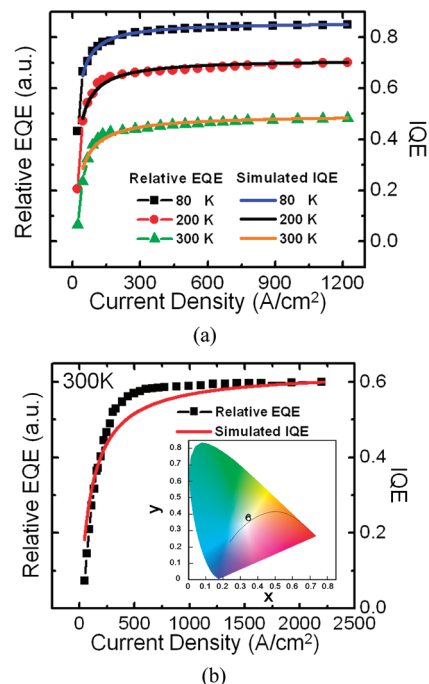 Relative EQE (a.u.)
IQE
0.8
0.6
0.4
0.2
0.0
Relative EQE Simulated IQE
80 K 80 K
200 K 200 K
300 K 300 K
0 300 600 900 1200
Current Density (A/cm²)
(a)
300K
Relative EQE (a.u.)
IQE
0.6
0.4
0.2
0.0
Relative EQE
Simulated IQE
y
0.8
0.7
0.6
0.5
0.4
0.3
0.2
0.1
0
0 0.1 0.2 0.3 0.4 0.5 0.6 0.7 0.8
x
0 500 1000 1500 2000 2500
Current Density (A/cm²)
(b)